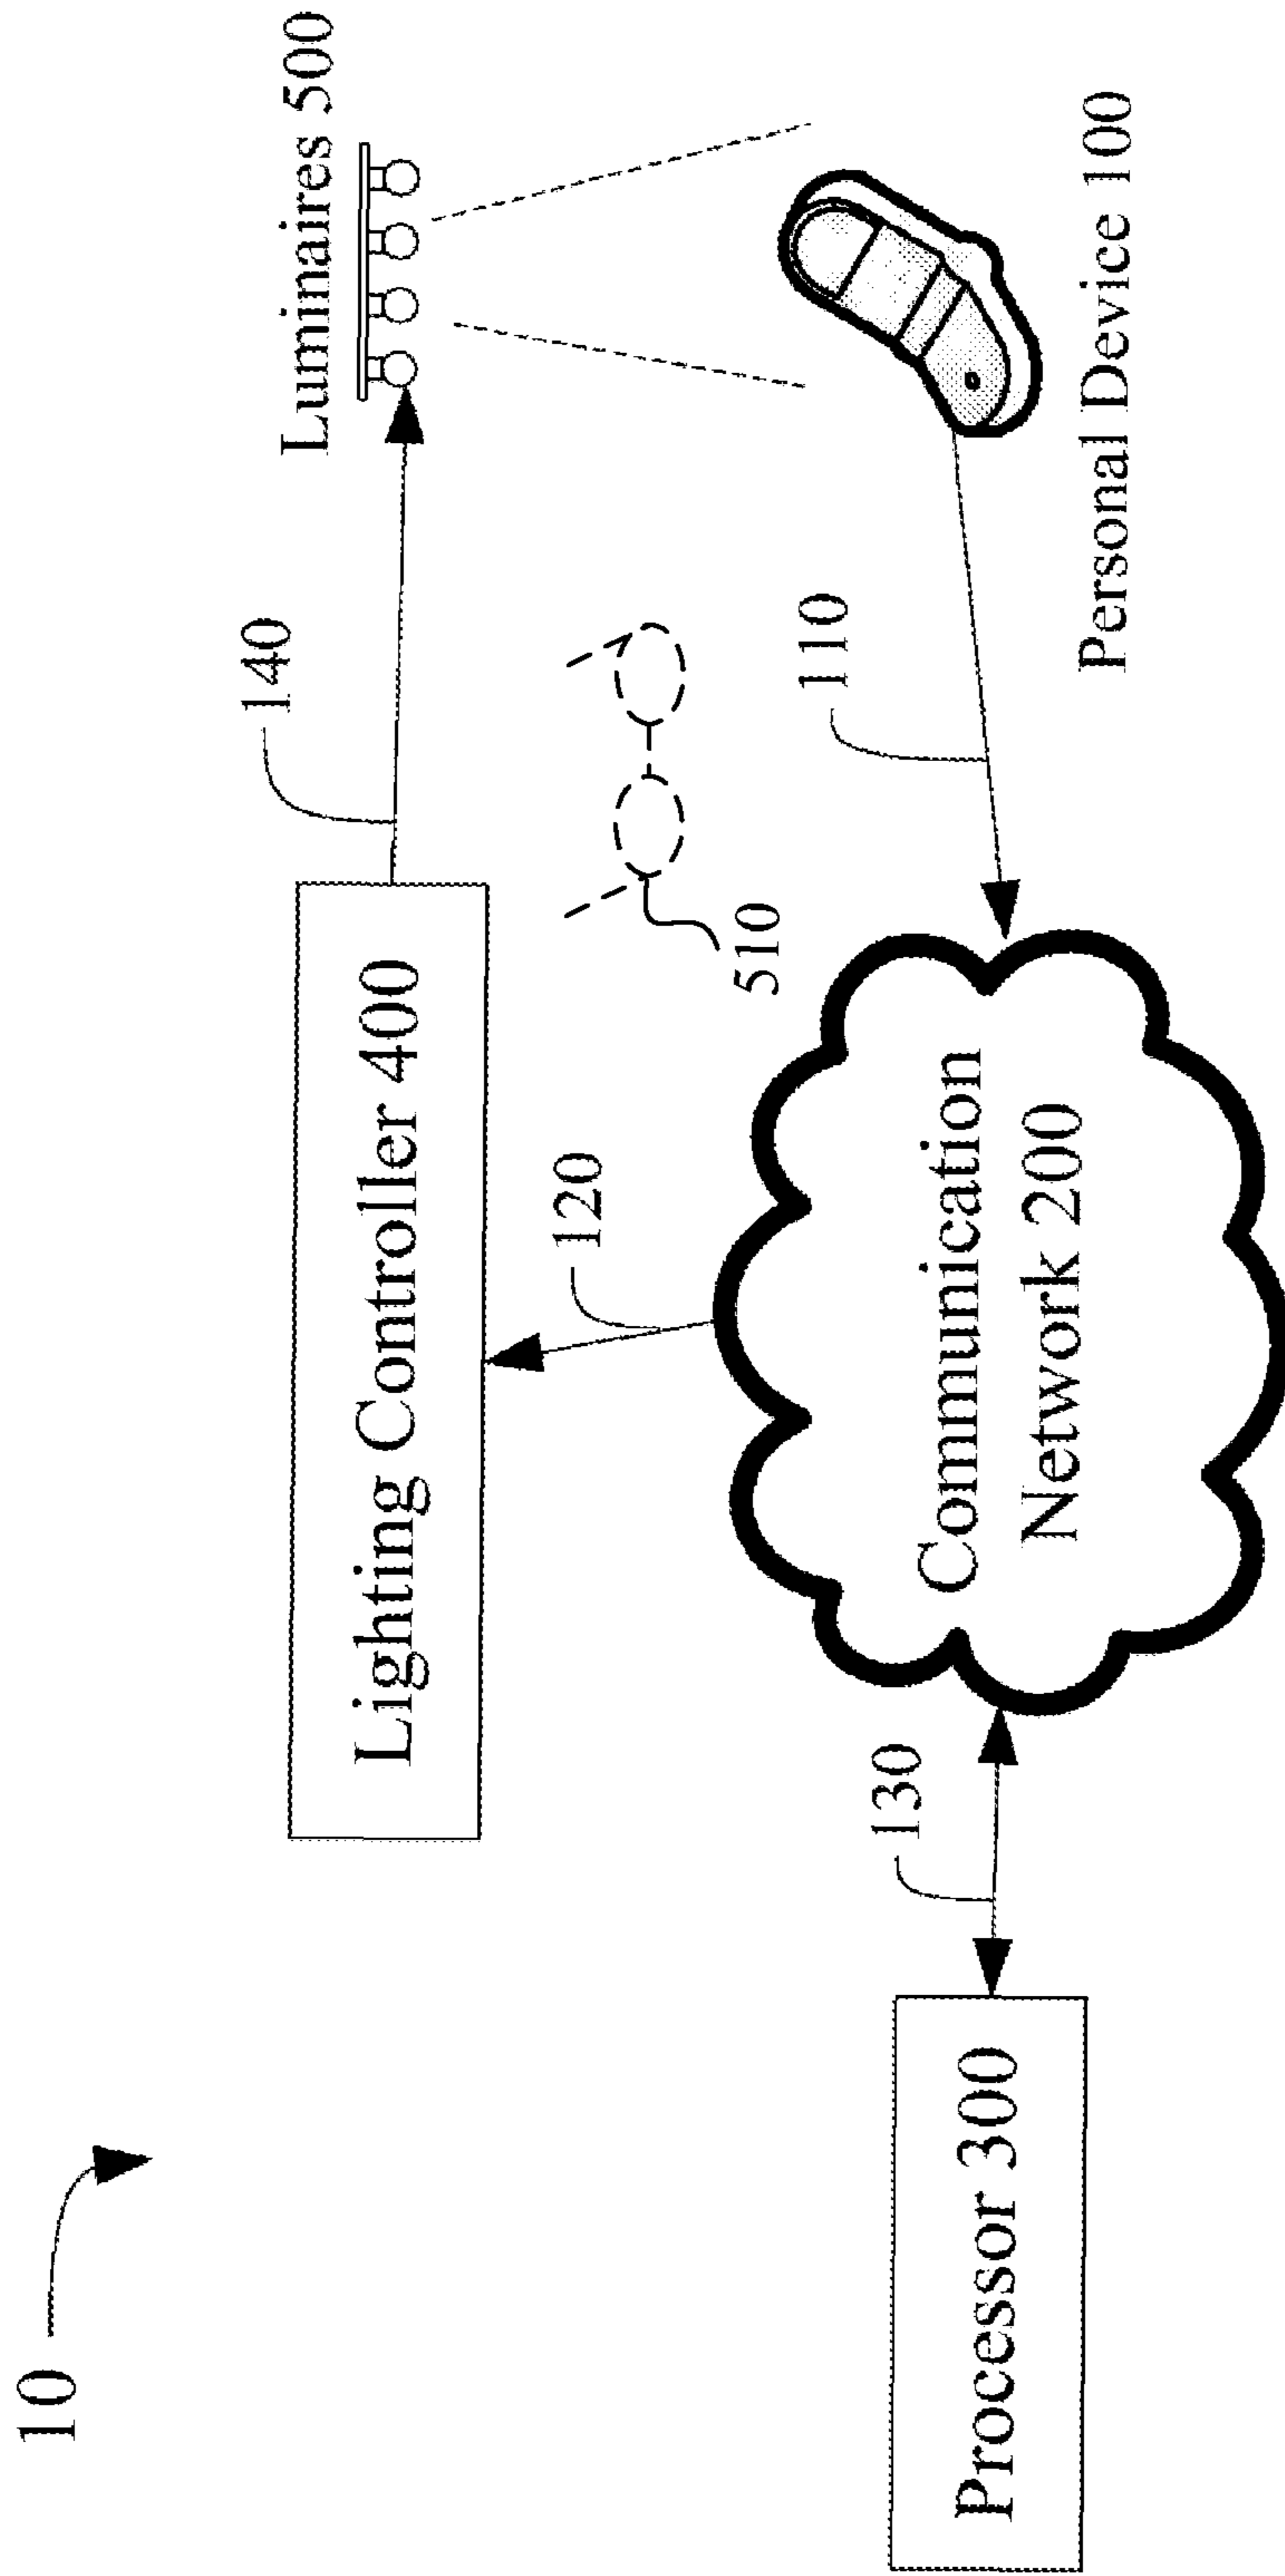 10
Lighting Controller 400
140
Luminaires 500
120
510
110
130
Processor 300
Communication
Network 200
Personal Device 100